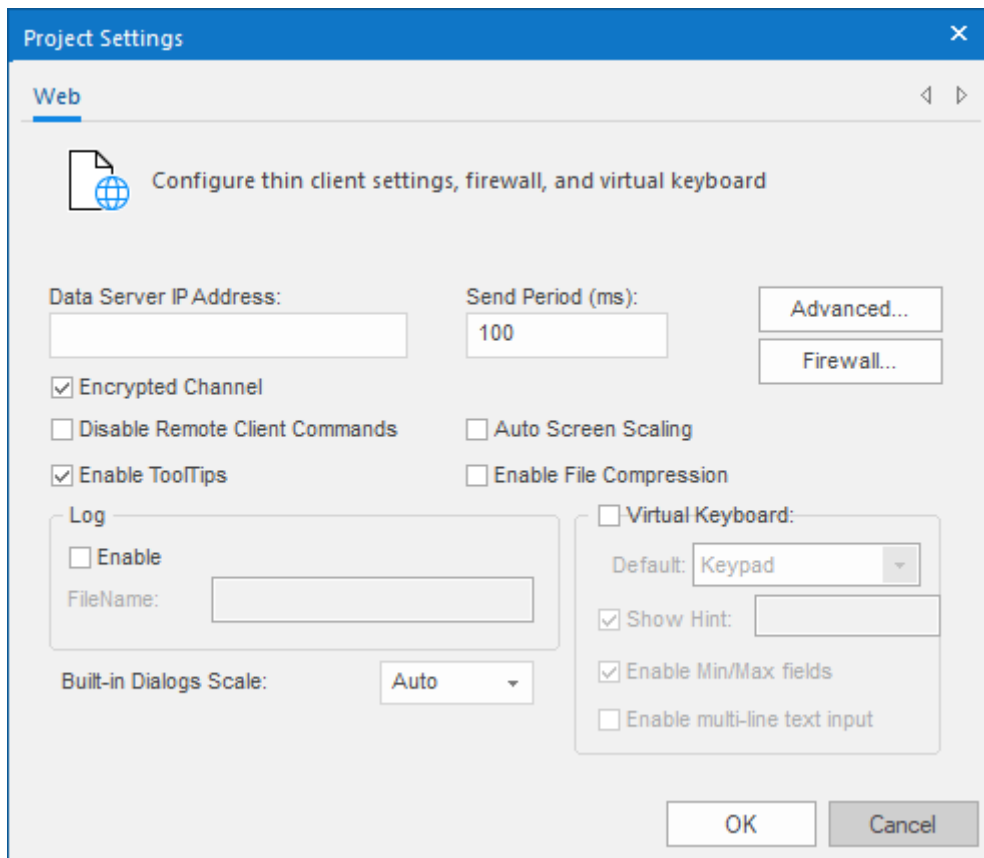 Project Settings
Web
Configure thin client settings, firewall, and virtual keyboard
Data Server IP Address:
Send Period (ms):
100
Advanced...
Firewall...
Encrypted Channel
Disable Remote Client Commands
Auto Screen Scaling
Enable ToolTips
Enable File Compression
Log
Enable
FileName:
Built-in Dialogs Scale:
Auto
Virtual Keyboard:
Default:
Keypad
Show Hint:
Enable Min/Max fields
Enable multi-line text input
OK
Cancel